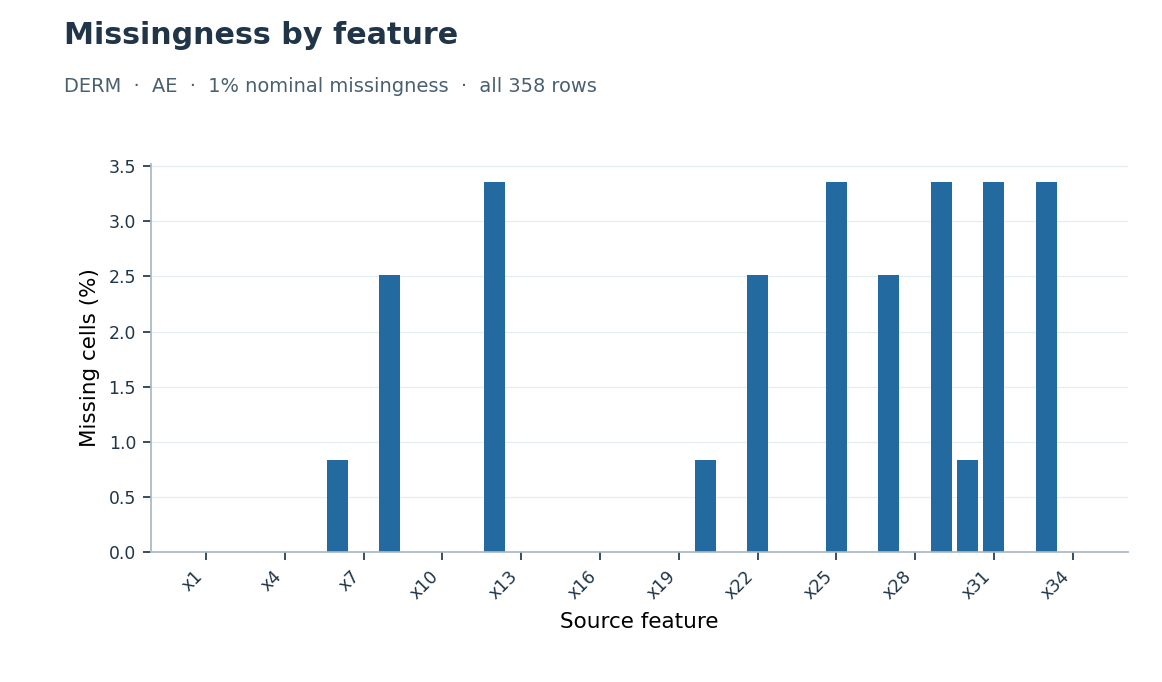 Missingness by feature
DERM · AE · 1% nominal missingness · all 358 rows
3.5
3.0
2.5
2.0
1.5
1.0
0.5
0.0
Missing cells (%)
x1 x4 x7 x10 x13 x16 x19 x22 x25 x28 x31 x34
Source feature